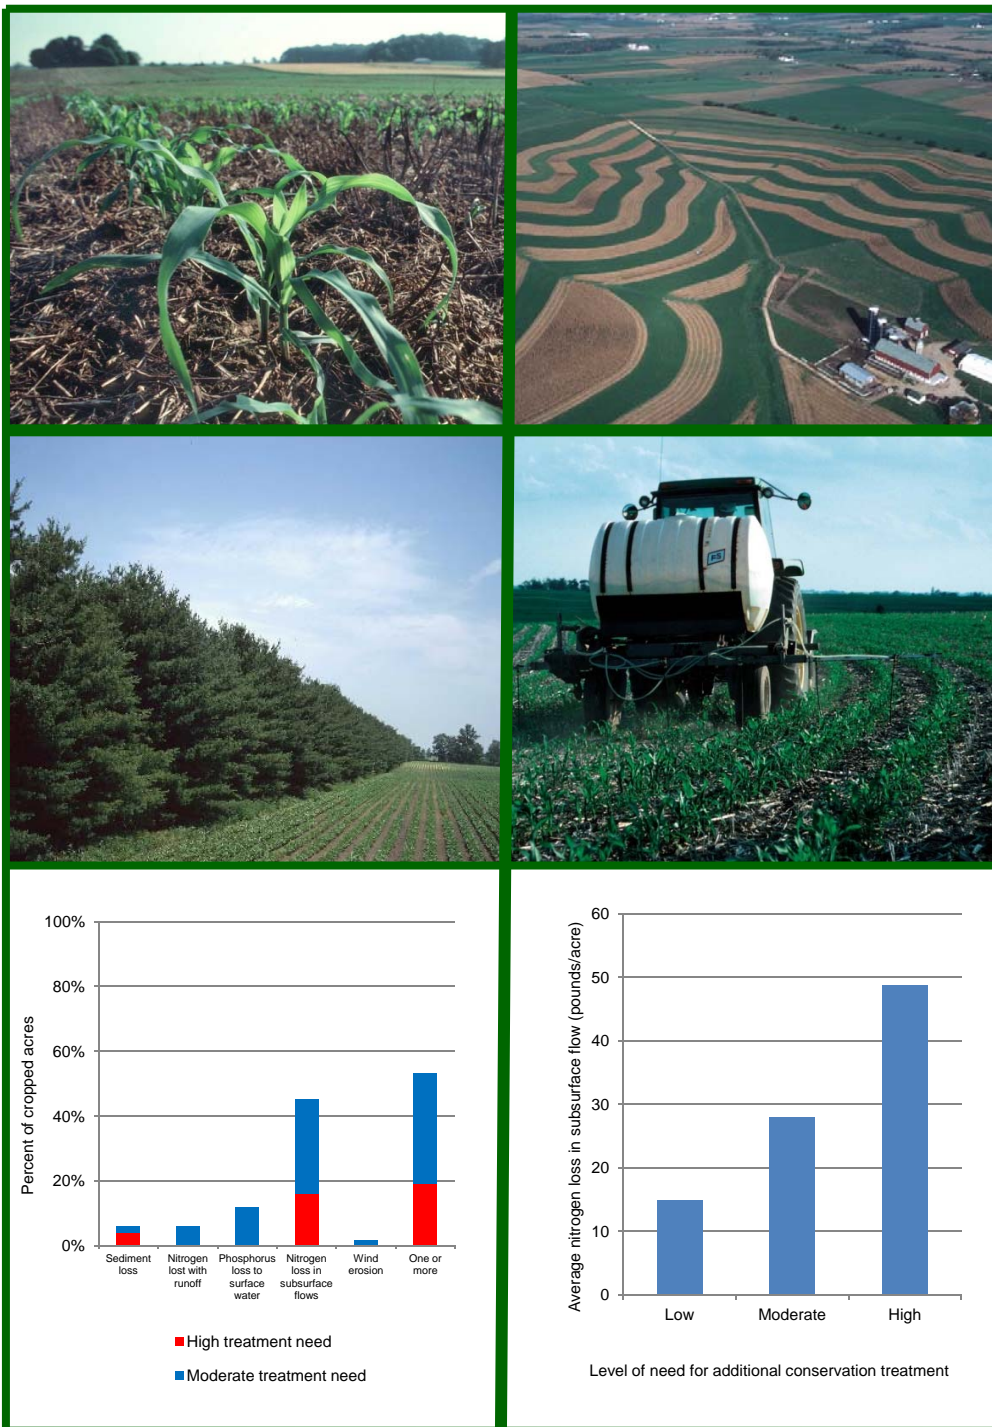 100%
80%
60%
40%
20%
0%
Percent of cropped acres
Sediment
loss
Nitrogen
lost with
runoff
Phosphorus
loss to
surface
water
Nitrogen
loss in
subsurface
flows
Wind
erosion
One or
more
High treatment need
Moderate treatment need
60
50
40
30
20
10
0
Average nitrogen loss in subsurface flow (pounds/acre)
Low
Moderate
High
Level of need for additional conservation treatment